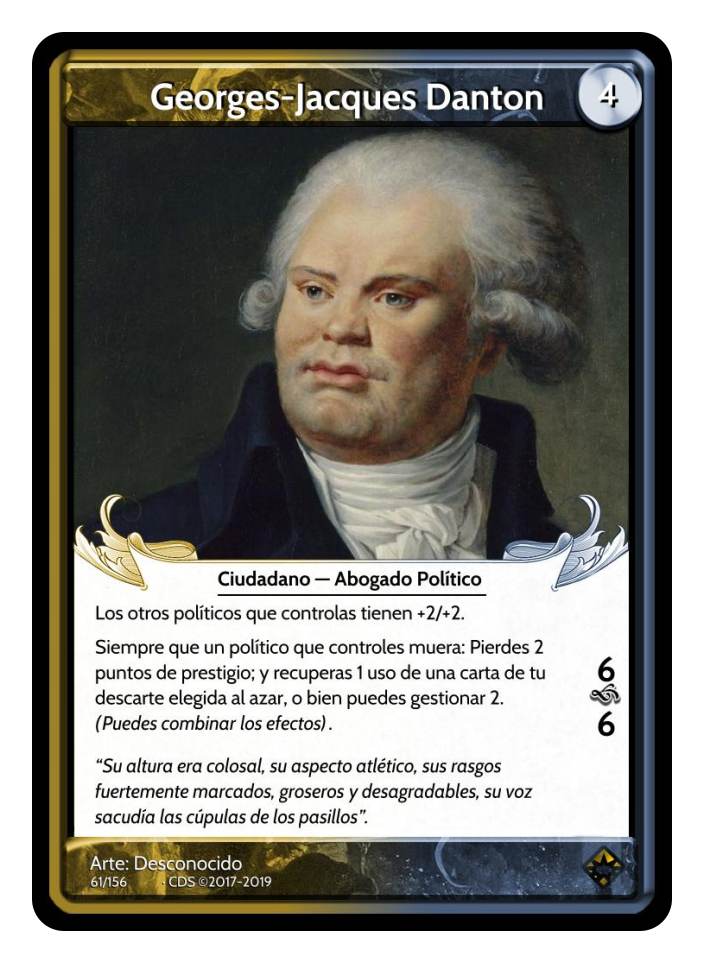 Georges-Jacques Danton
4
Ciudadano — Abogado Político
Los otros políticos que controlas tienen +2/+2.
Siempre que un político que controles muera: Pierdes 2
puntos de prestigio; y recuperas 1 uso de una carta de tu
descarte elegida al azar, o bien puedes gestionar 2.
(Puedes combinar los efectos).
6
6
“Su altura era colosal, su aspecto atlético, sus rasgos
fuertemente marcados, groseros y desagradables, su voz
sacudía las cúpulas de los pasillos”.
Arte: Desconocido
61/156 · CDS ©2017-2019